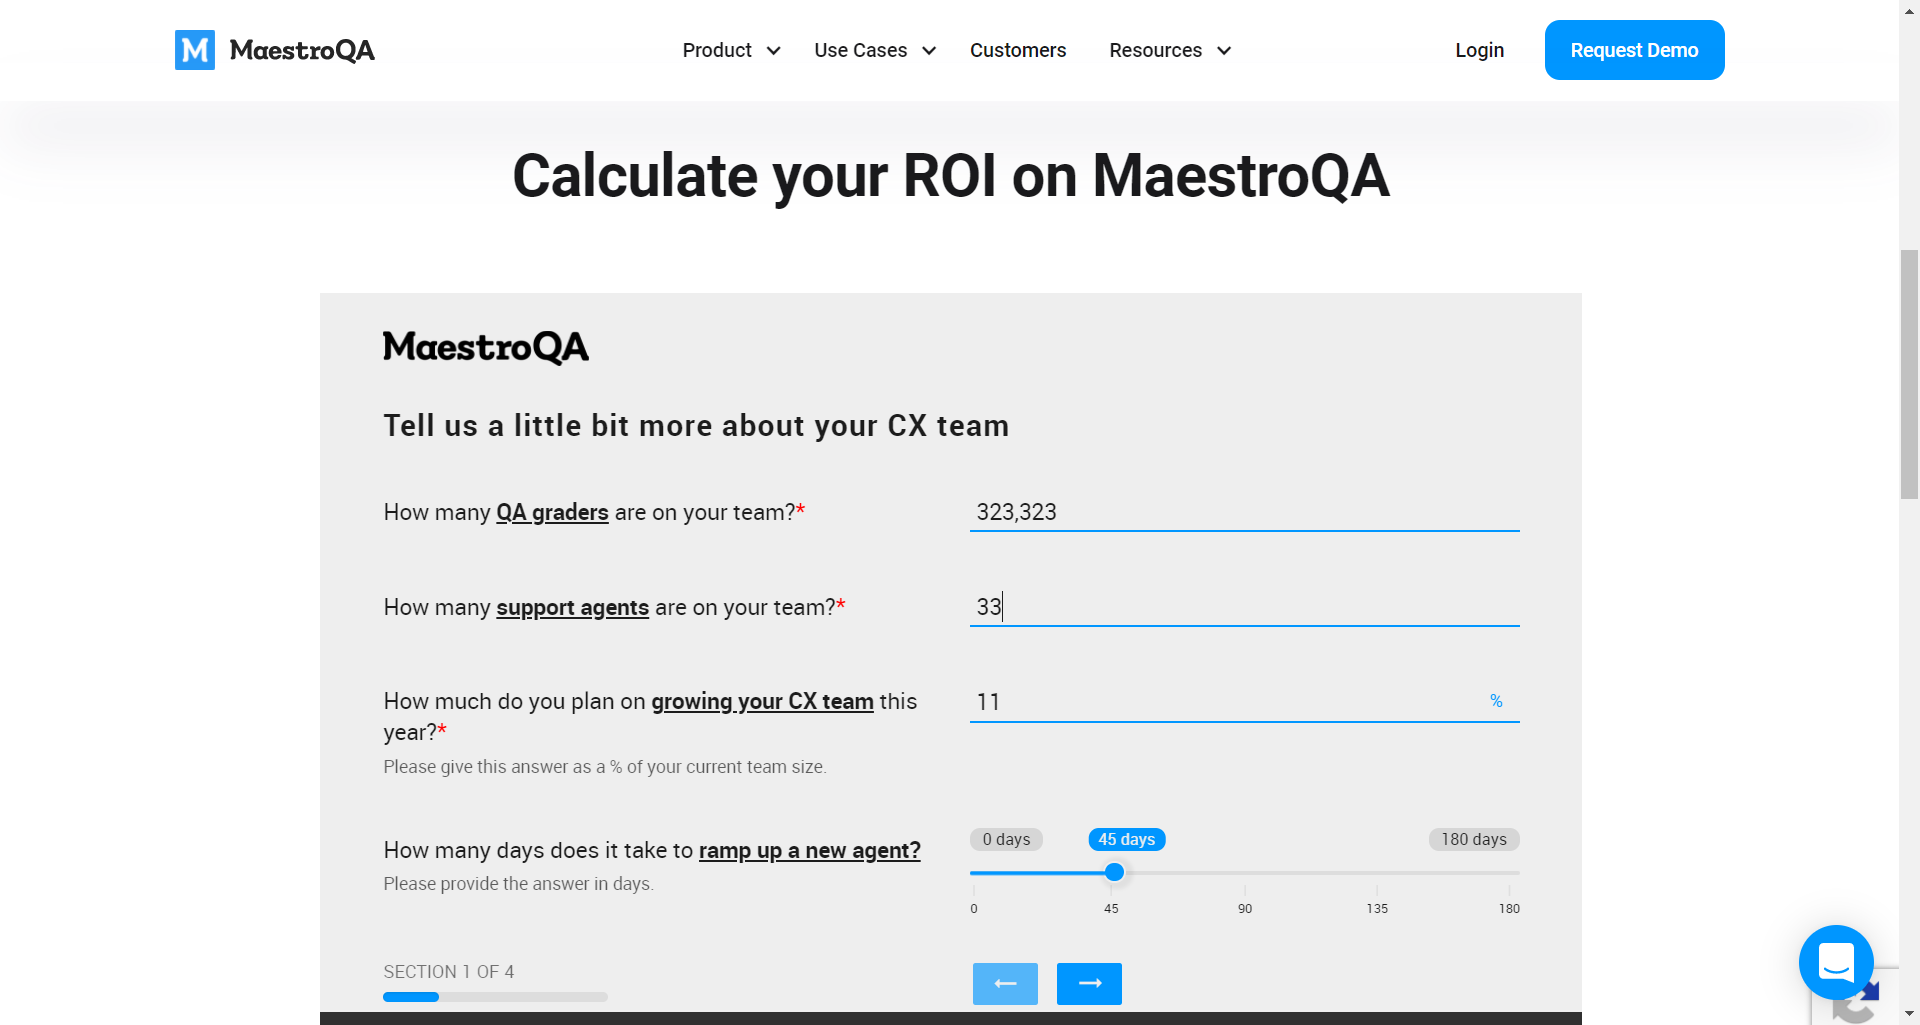 M MaestroQA
Product Use Cases Customers Resources Login Request Demo
Calculate your ROI on MaestroQA
MaestroQA
Tell us a little bit more about your CX team
How many QA graders are on your team?*
323,323
How many support agents are on your team?*
33
How much do you plan on growing your CX team this
year?*
11 %
Please give this answer as a % of your current team size.
How many days does it take to ramp up a new agent?
Please provide the answer in days.
0 days 45 days 180 days
0 45 90 135 180
SECTION 1 OF 4